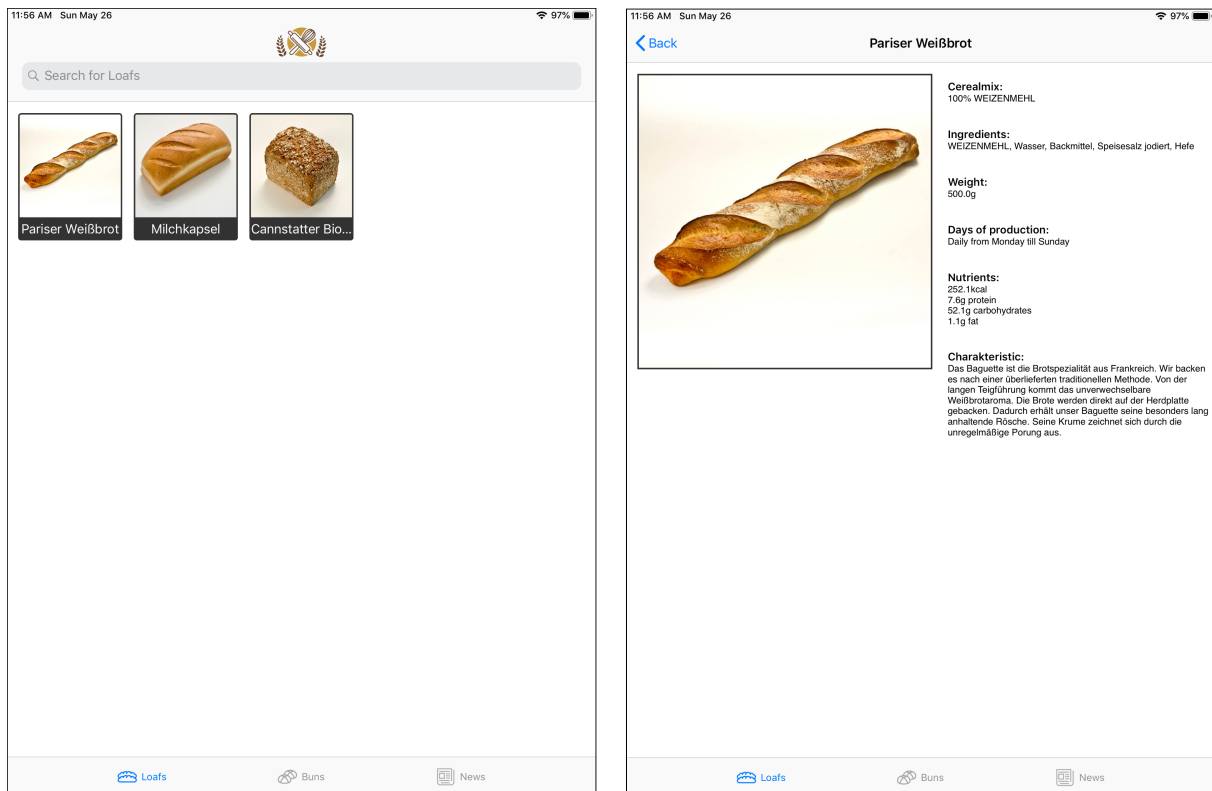 11:56 AM Sun May 26
97%
Search for Loafs
Pariser Weißbrot
Milchkapsel
Cannstatter Bio...
Loafs
Buns
News
11:56 AM Sun May 26
97%
Back
Pariser Weißbrot
Cerealmix:
100% WEIZENMEHL
Ingredients:
WEIZENMEHL, Wasser, Backmittel, Speisesalz jodiert, Hefe
Weight:
500.0g
Days of production:
Daily from Monday till Sunday
Nutrients:
252.1kcal
7.6g protein
52.1g carbohydrates
1.1g fat
Charakteristic:
Das Baguette ist die Brotspezialität aus Frankreich. Wir backen
es nach einer überlieferten traditionellen Methode. Von der
langen Teigführung kommt das unverwechselbare
Weißbrotaroma. Die Brote werden direkt auf der Herdplatte
gebacken. Dadurch erhält unser Baguette seine besonders lang
anhaltende Rösche. Seine Krume zeichnet sich durch die
unregelmäßige Porung aus.
Loafs
Buns
News